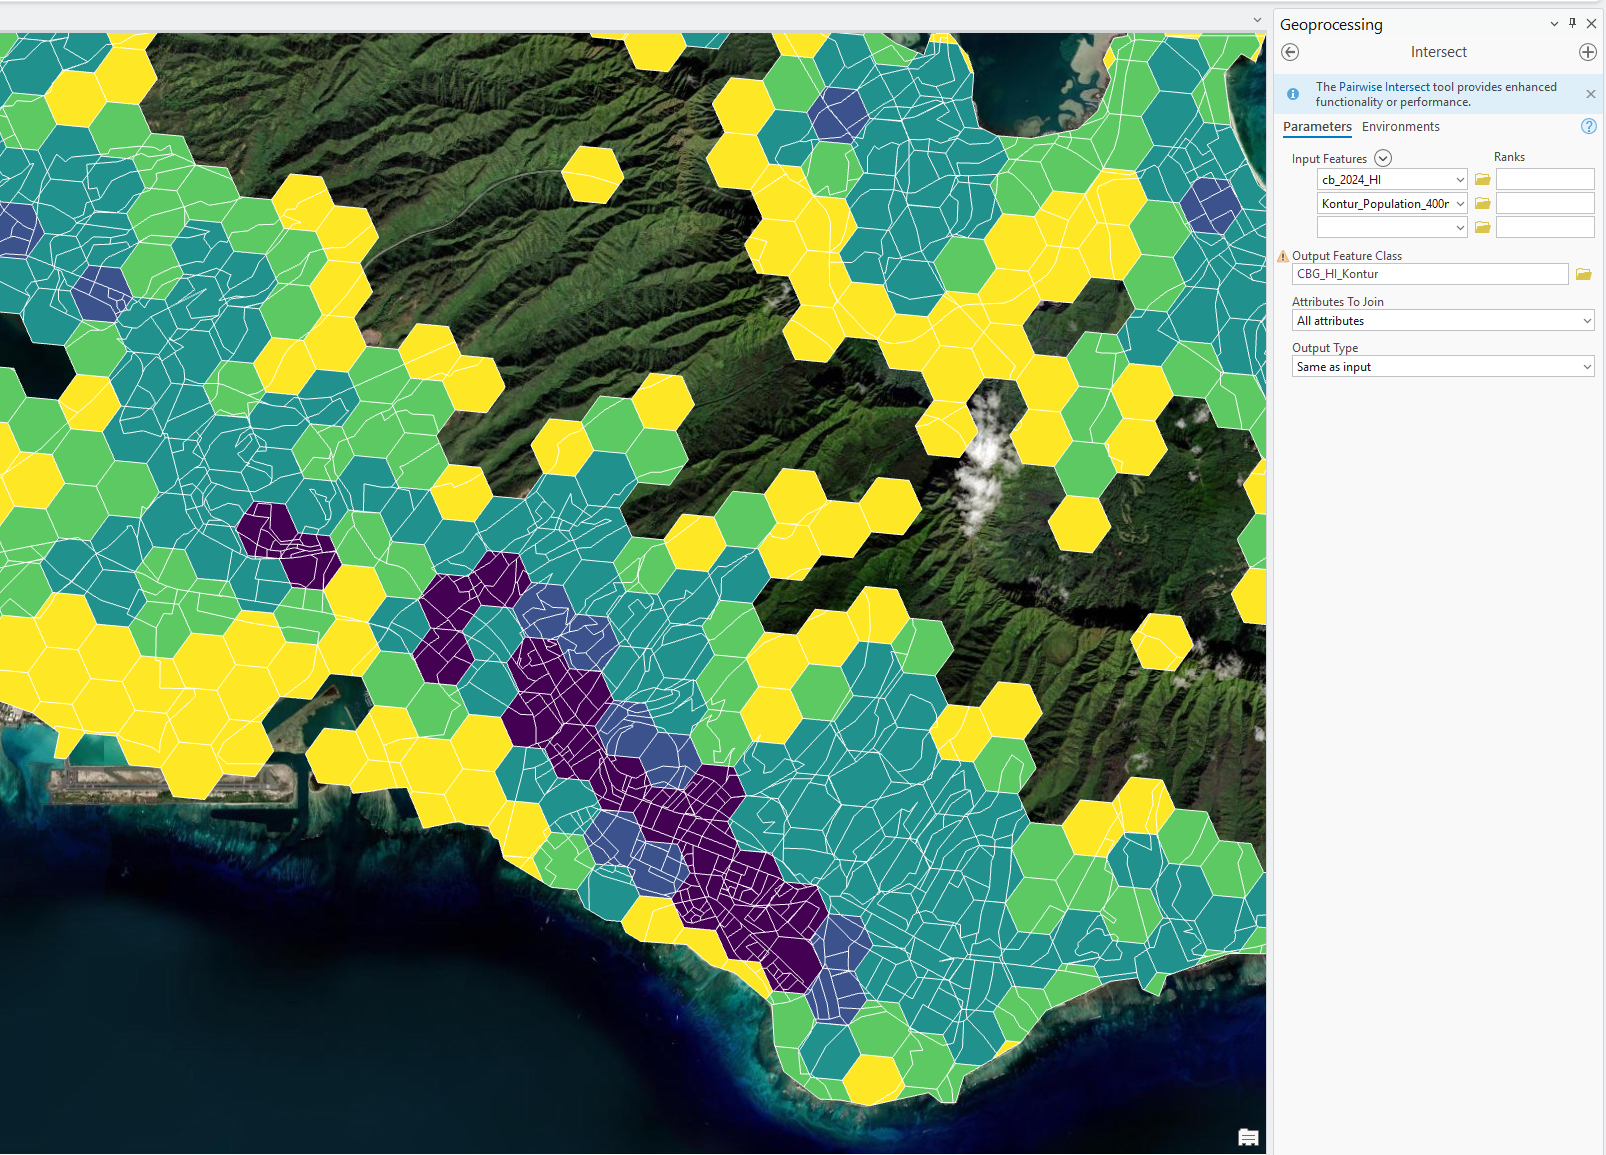 Geoprocessing
Intersect
The Pairwise Intersect tool provides enhanced
functionality or performance.
Parameters Environments
Input Features Ranks
cb_2024_HI
Kontur_Population_400r
Output Feature Class
CBG_HI_Kontur
Attributes To Join
All attributes
Output Type
Same as input